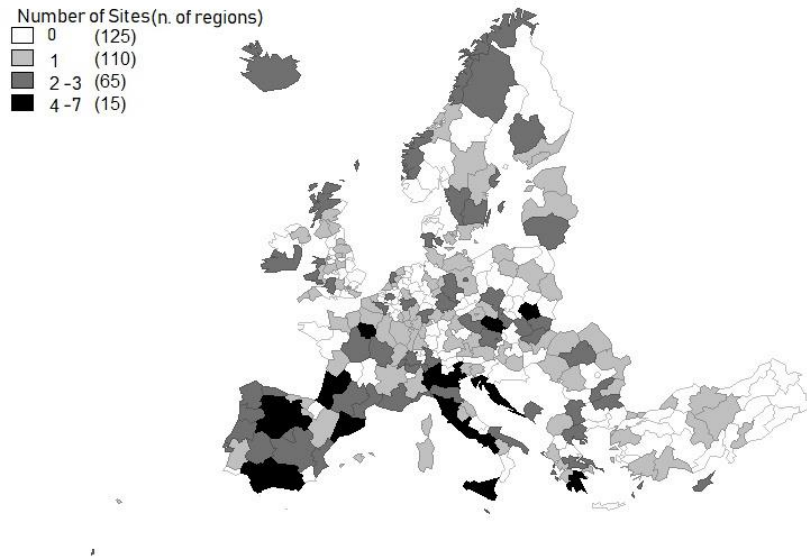 Number of Sites(n. of regions)
0 (125)
1 (110)
2 -3 (65)
4 -7 (15)